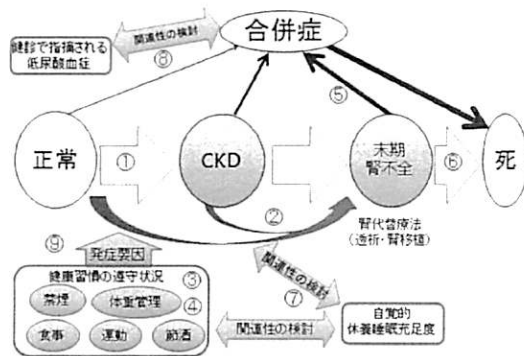 関連性の検討
合併症
健診で指摘される
低尿酸血症
⑧
⑤
正常
①
CKD
末期
腎不全
⑥
死
②
腎代替療法
(透析・腎移植)
⑨
発症要因
健康習慣の遵守状況
③
禁煙
体重管理
④
食事
運動
節酒
関連性の検討
⑦
関連性の検討
自覚的
休養睡眠充足度